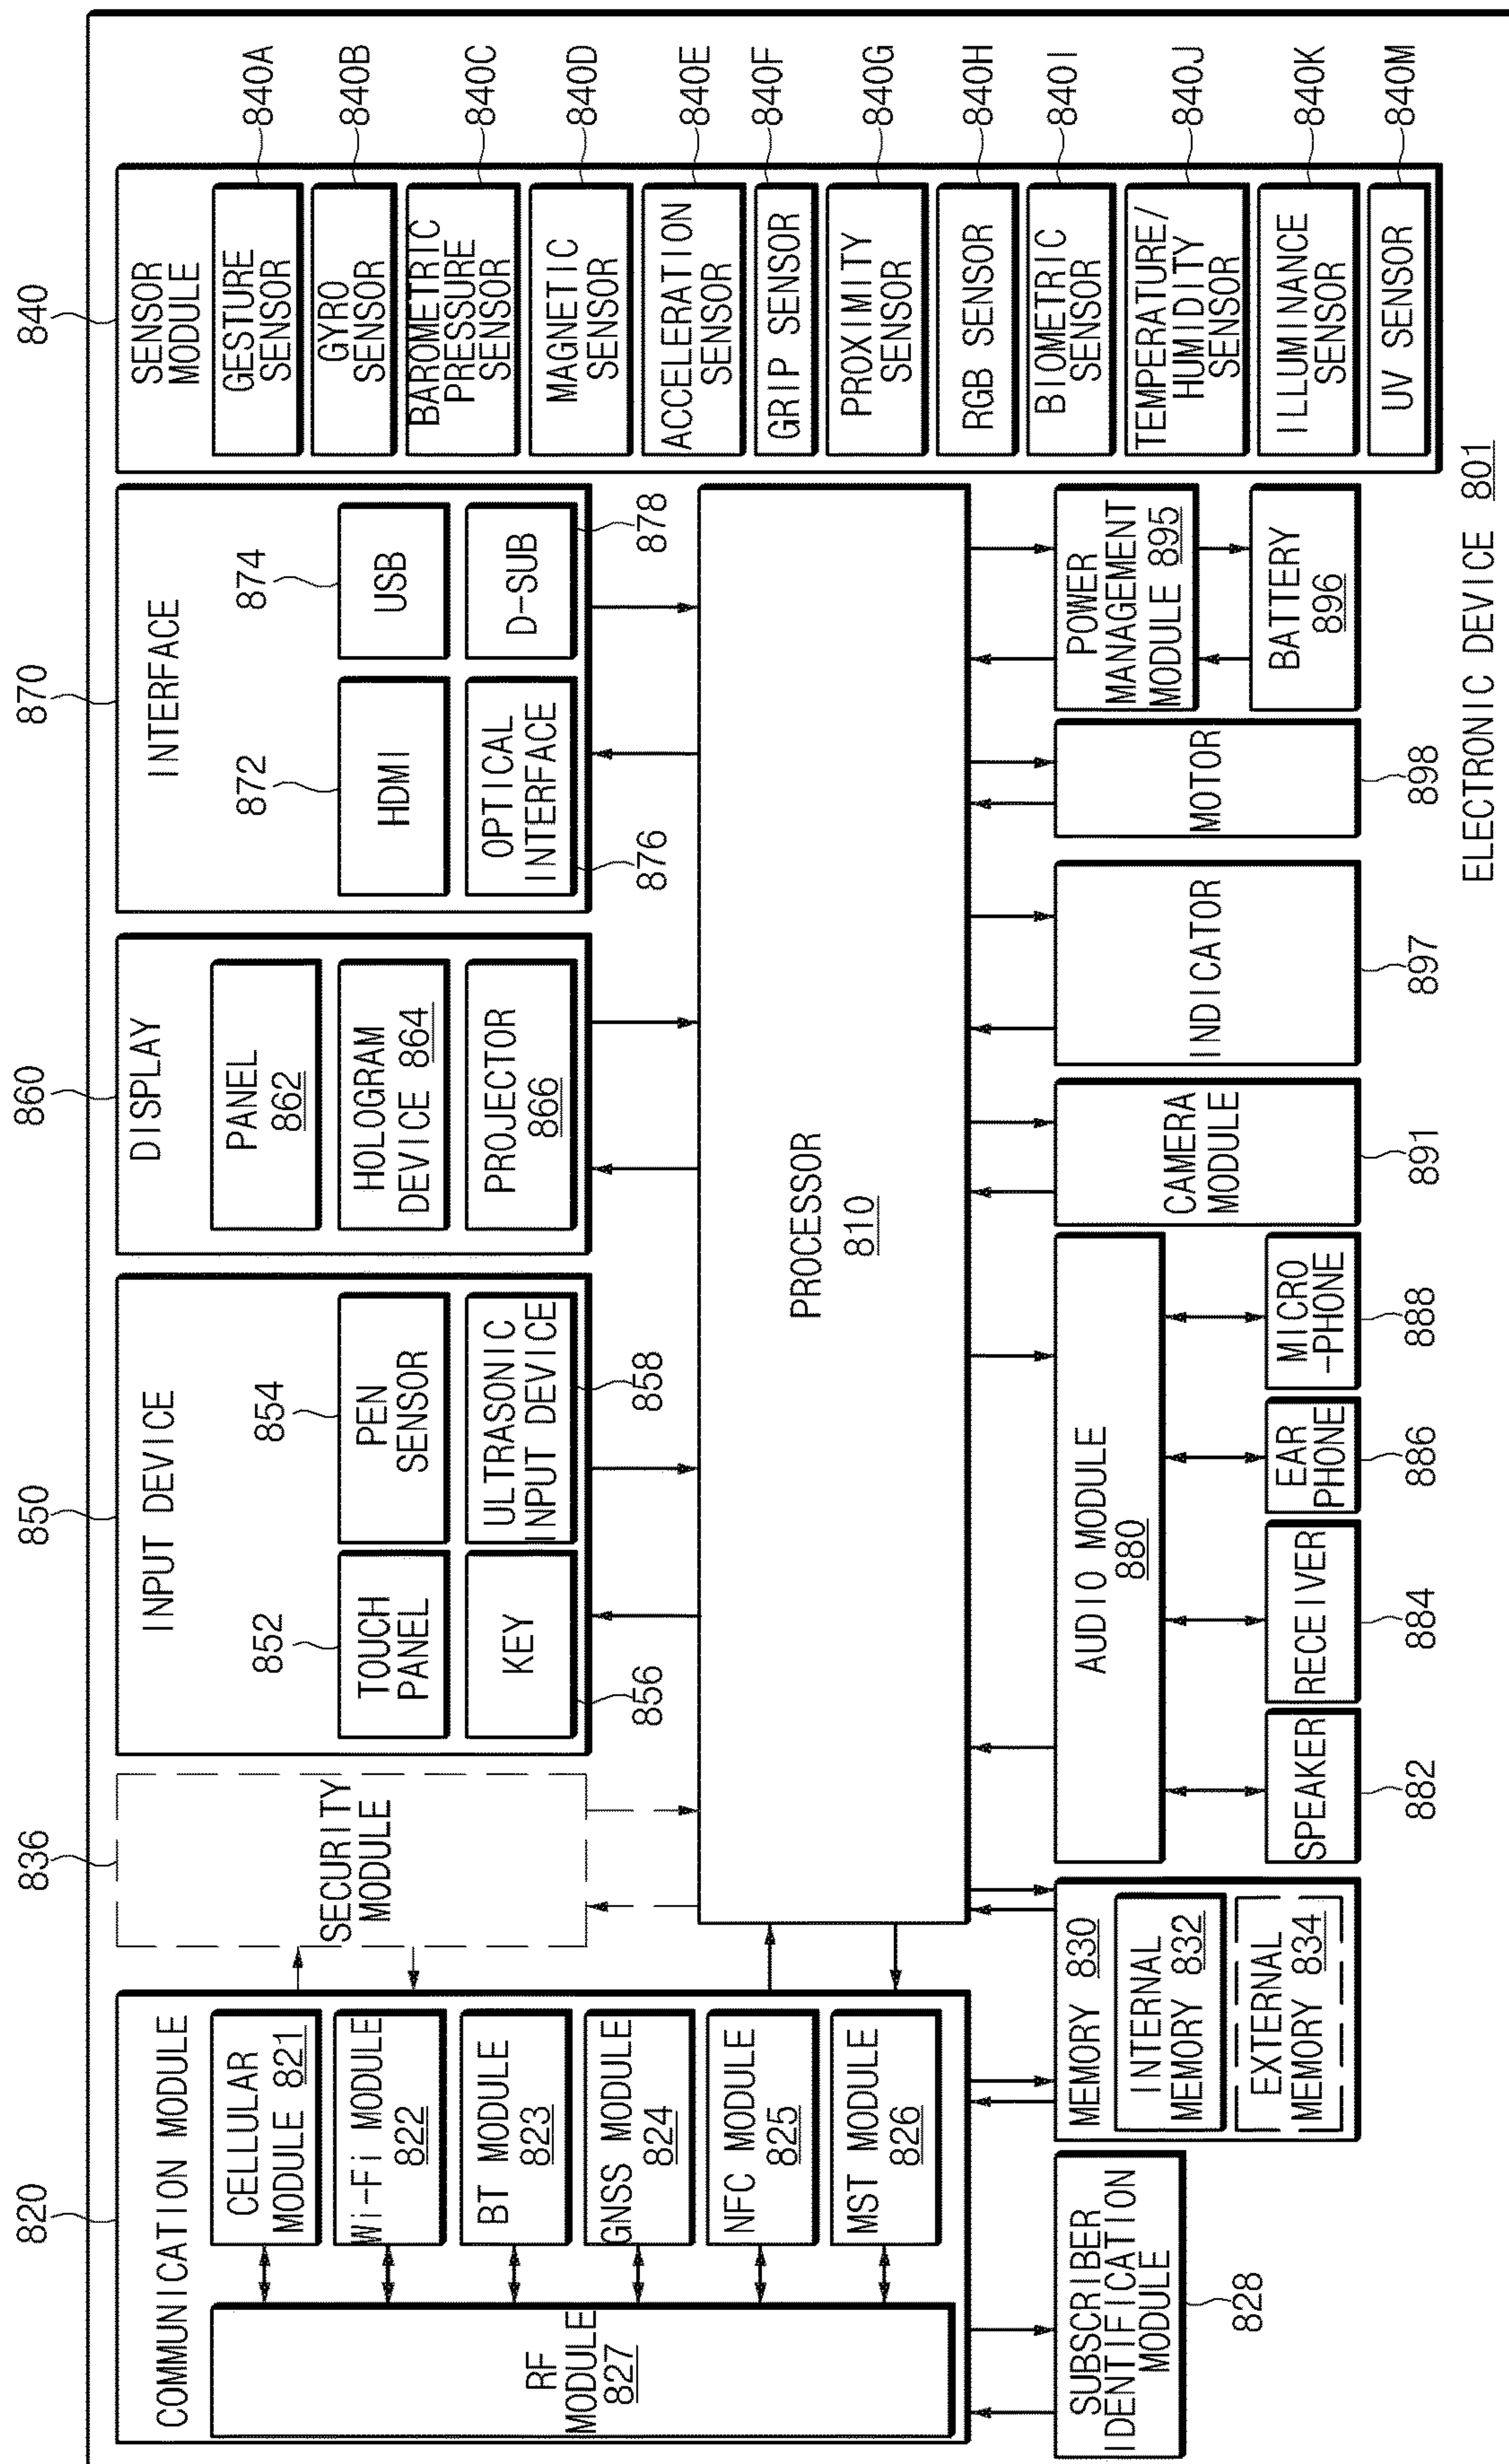 820
COMMUNICATION MODULE
CELLULAR
MODULE 821
Wi-Fi MODULE
822
BT MODULE
823
GNSS MODULE
824
NFC MODULE
825
MST MODULE
826
RF
MODULE
827
836
SECURITY
MODULE
850
INPUT DEVICE
852
854
TOUCH
PANEL
PEN
SENSOR
KEY
ULTRASONIC
INPUT DEVICE
856
858
860
DISPLAY
PANEL
862
HOLOGRAM
DEVICE 864
PROJECTOR
866
870
INTERFACE
872
874
HDMI
USB
OPTICAL
INTERFACE
D-SUB
876
878
840
SENSOR
MODULE
GESTURE
SENSOR
840A
GYRO
SENSOR
840B
BAROMETRIC
PRESSURE
SENSOR
840C
MAGNETIC
SENSOR
840D
ACCELERATION
SENSOR
840E
GRIP SENSOR
840F
PROXIMITY
SENSOR
840G
RGB SENSOR
840H
BIOMETRIC
SENSOR
840I
TEMPERATURE/
HUMIDITY
SENSOR
840J
ILLUMINANCE
SENSOR
840K
UV SENSOR
840M
PROCESSOR
810
SUBSCRIBER
IDENTIFICATION
MODULE
828
MEMORY 830
INTERNAL
MEMORY 832
EXTERNAL
MEMORY 834
AUDIO MODULE
880
SPEAKER
RECEIVER
EAR
PHONE
MICRO
-PHONE
882
884
886
888
CAMERA
MODULE
891
INDICATOR
897
MOTOR
898
POWER
MANAGEMENT
MODULE 895
BATTERY
896
ELECTRONIC DEVICE 801